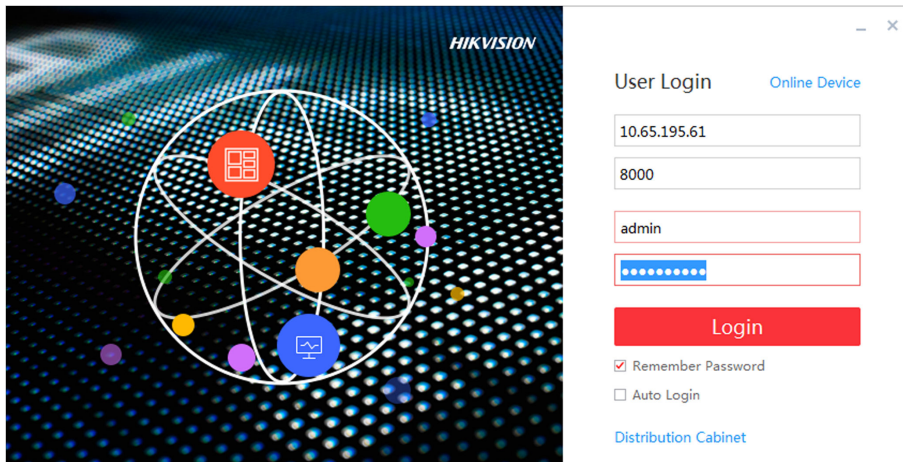 HIKVISION
User Login
Online Device
10.65.195.61
8000
admin
●●●●●●●●●●
Login
Remember Password
Auto Login
Distribution Cabinet